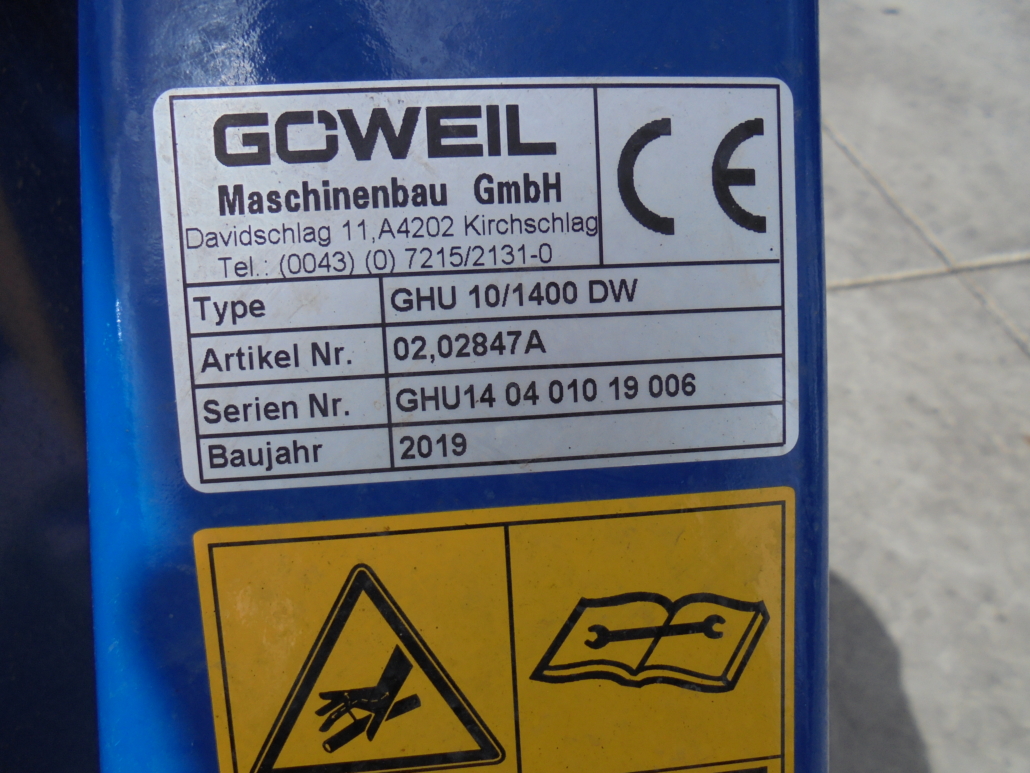 GÖWEIL
Maschinenbau GmbH
Davidschlag 11,A4202 Kirchschlag
Tel.: (0043) (0) 7215/2131-0
CE
Type GHU 10/1400 DW
Artikel Nr. 02,02847A
Serien Nr. GHU14 04 010 19 006
Baujahr 2019